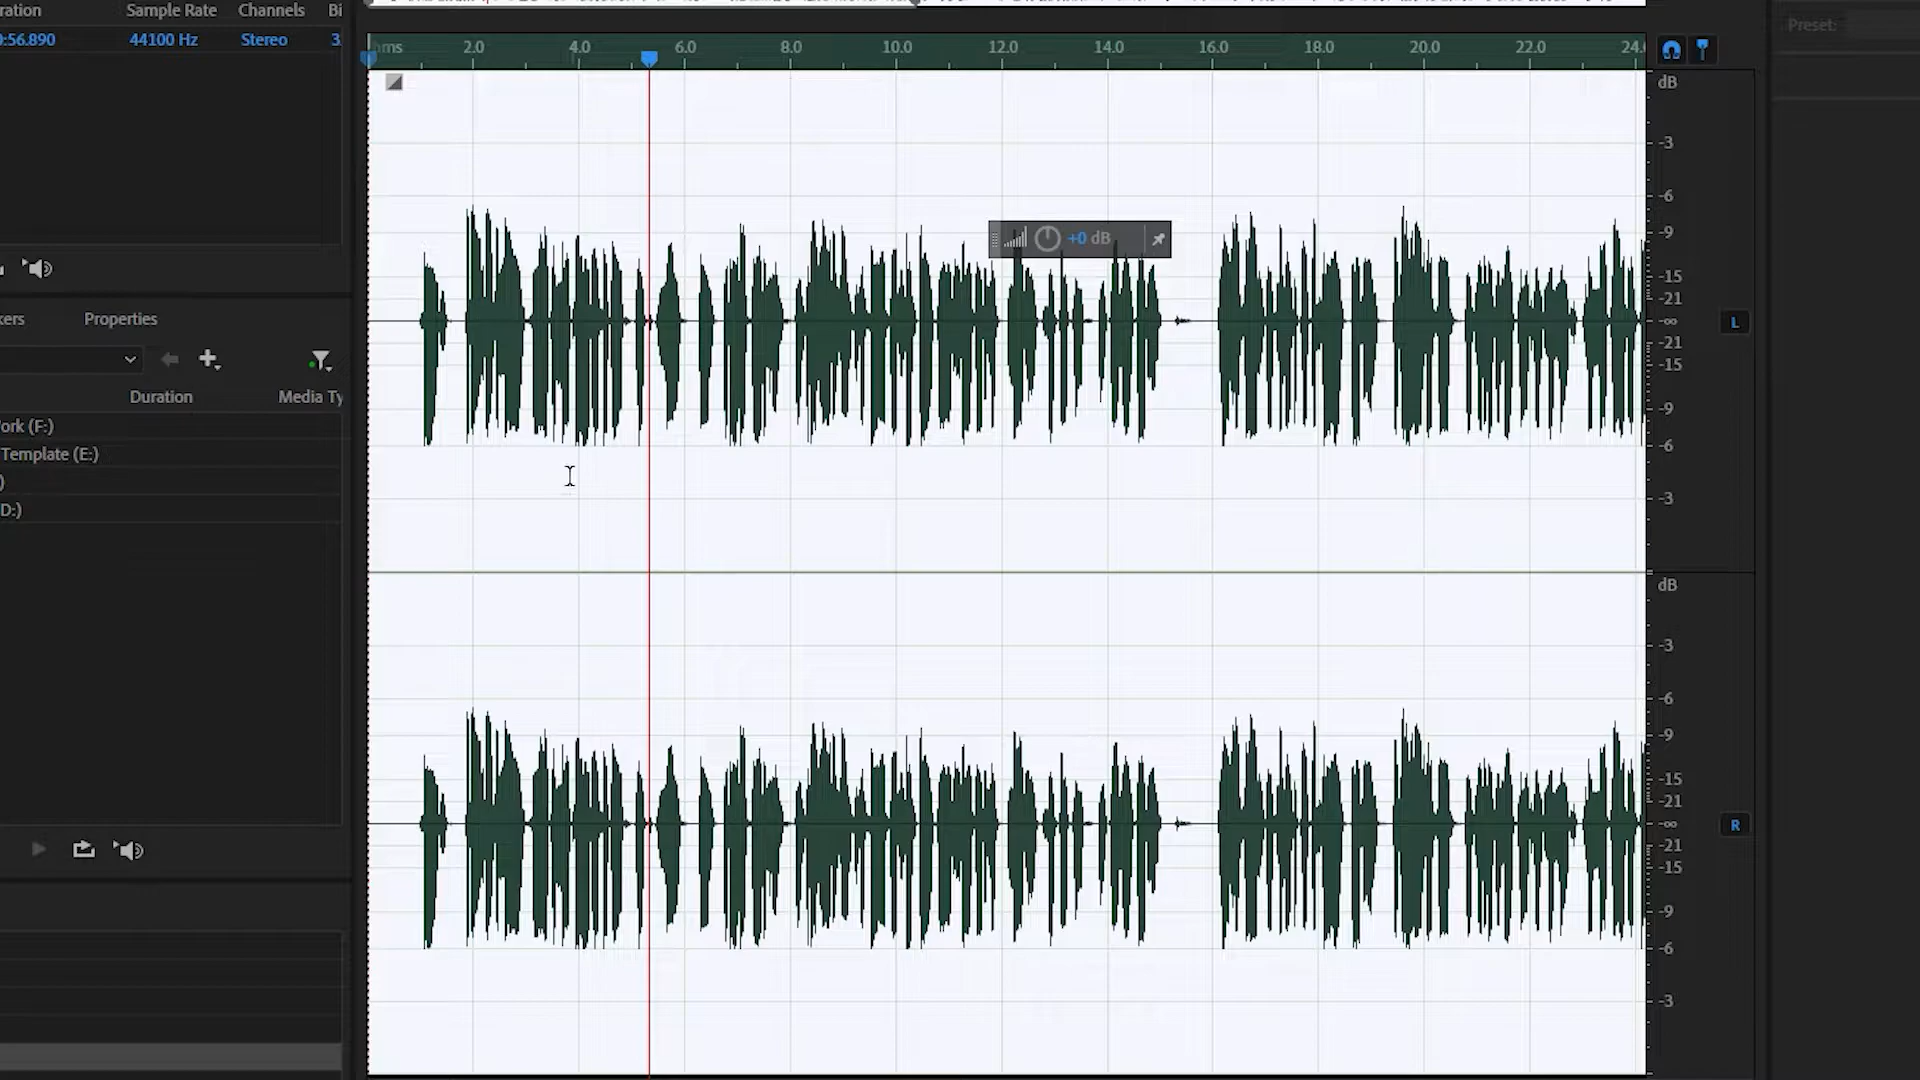 ration Sample Rate Channels Bi
:56.890 44100 Hz Stereo 3
hms 2.0 4.0 6.0 8.0 10.0 12.0 14.0 16.0 18.0 20.0 22.0 24.
Preset:
dB
-3
-6
-9
-15
-21
-∞
-21
-15
-9
-6
-3
+0 dB
L
kers Properties
Duration Media Ty
ork (F:)
Template (E:)
)
D:)
dB
-3
-6
-9
-15
-21
-∞
-21
-15
-9
-6
-3
R